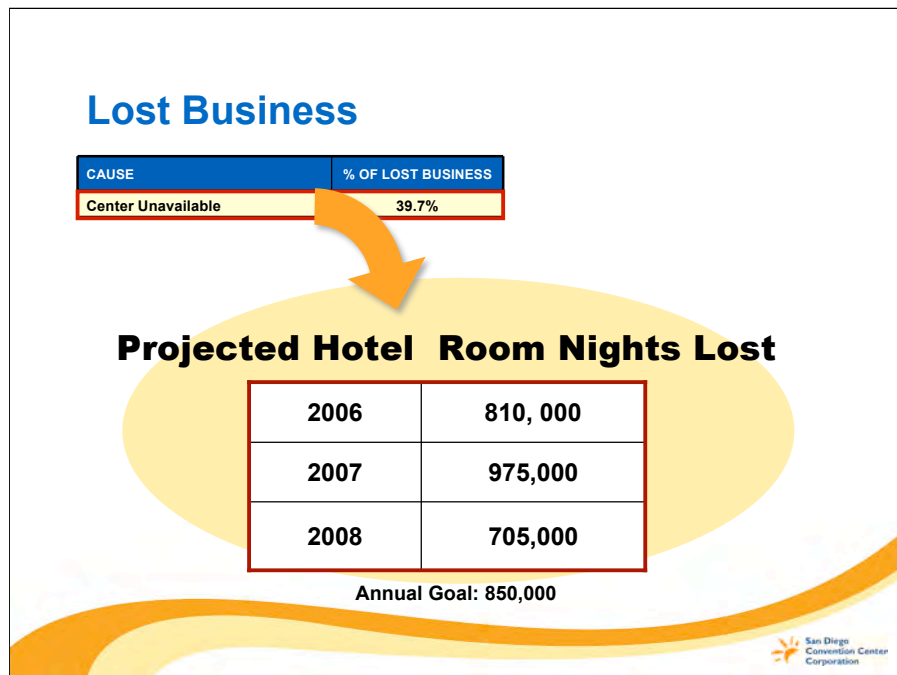 Lost Business
CAUSE % OF LOST BUSINESS
Center Unavailable 39.7%
Projected Hotel Room Nights Lost
2006 810, 000
2007 975,000
2008 705,000
Annual Goal: 850,000
San Diego
Convention Center
Corporation